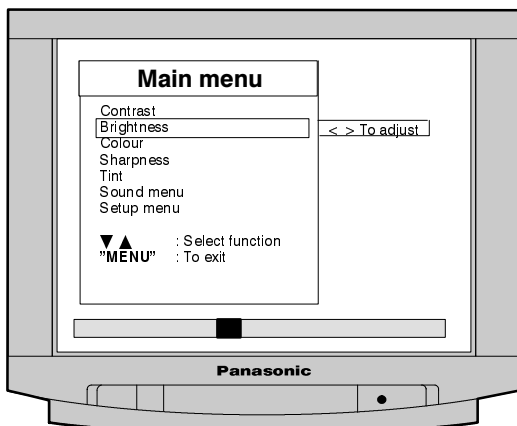 Main menu
Contrast
Brightness
< > To adjust
Colour
Sharpness
Tint
Sound menu
Setup menu
▼ ▲ : Select function
"MENU" : To exit
Panasonic